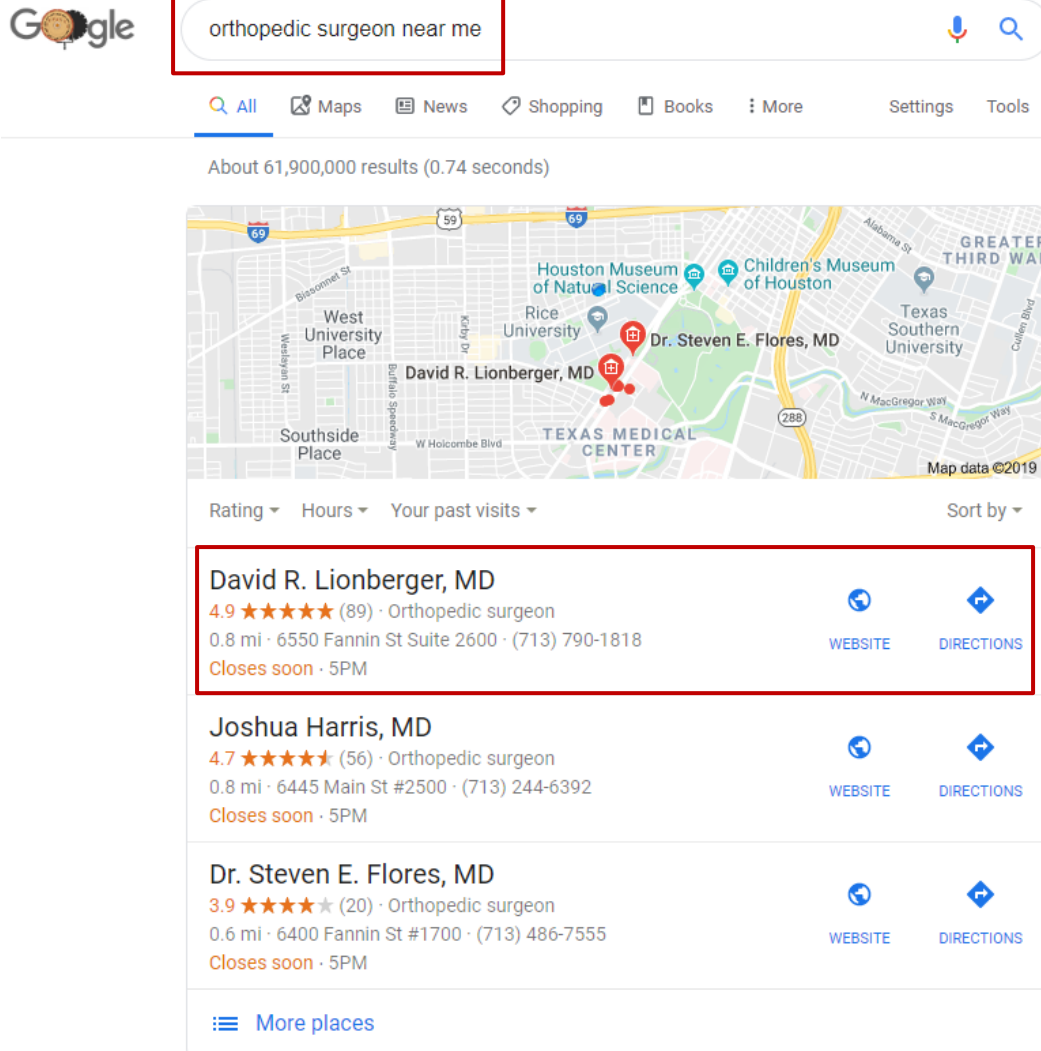 Google
orthopedic surgeon near me
All Maps News Shopping Books More Settings Tools
About 61,900,000 results (0.74 seconds)
69
59
69
Alabama St
GREATER
THIRD WA
Bissonnet St
Houston Museum
of Natural Science
Children's Museum
of Houston
West
University
Place
Weslayan St
Kirby Dr
Rice
University
Dr. Steven E. Flores, MD
Texas
Southern
University
Cullen Blvd
Buffalo Speedway
David R. Lionberger, MD
N MacGregor Way
S MacGregor Way
288
Southside
Place
W Holcombe Blvd
TEXAS MEDICAL
CENTER
Map data ©2019
Rating Hours Your past visits Sort by
David R. Lionberger, MD
4.9 (89) · Orthopedic surgeon
0.8 mi · 6550 Fannin St Suite 2600 · (713) 790-1818
Closes soon · 5PM
WEBSITE DIRECTIONS
Joshua Harris, MD
4.7 (56) · Orthopedic surgeon
0.8 mi · 6445 Main St #2500 · (713) 244-6392
Closes soon · 5PM
WEBSITE DIRECTIONS
Dr. Steven E. Flores, MD
3.9 (20) · Orthopedic surgeon
0.6 mi · 6400 Fannin St #1700 · (713) 486-7555
Closes soon · 5PM
WEBSITE DIRECTIONS
More places